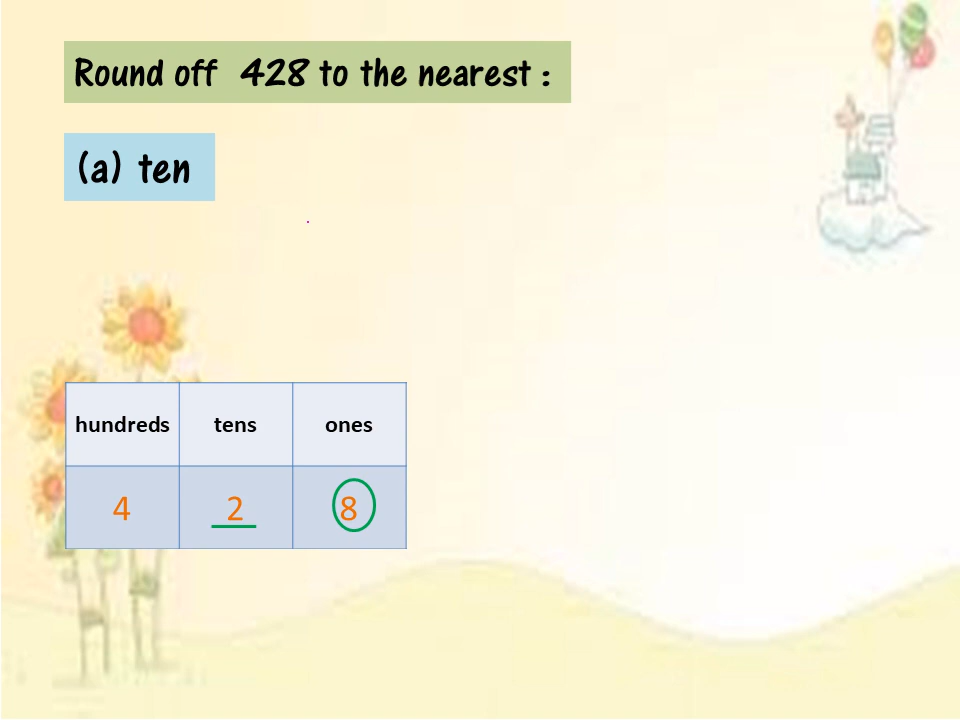 Round off 428 to the nearest :
(a) ten
hundreds tens ones
4 2 8